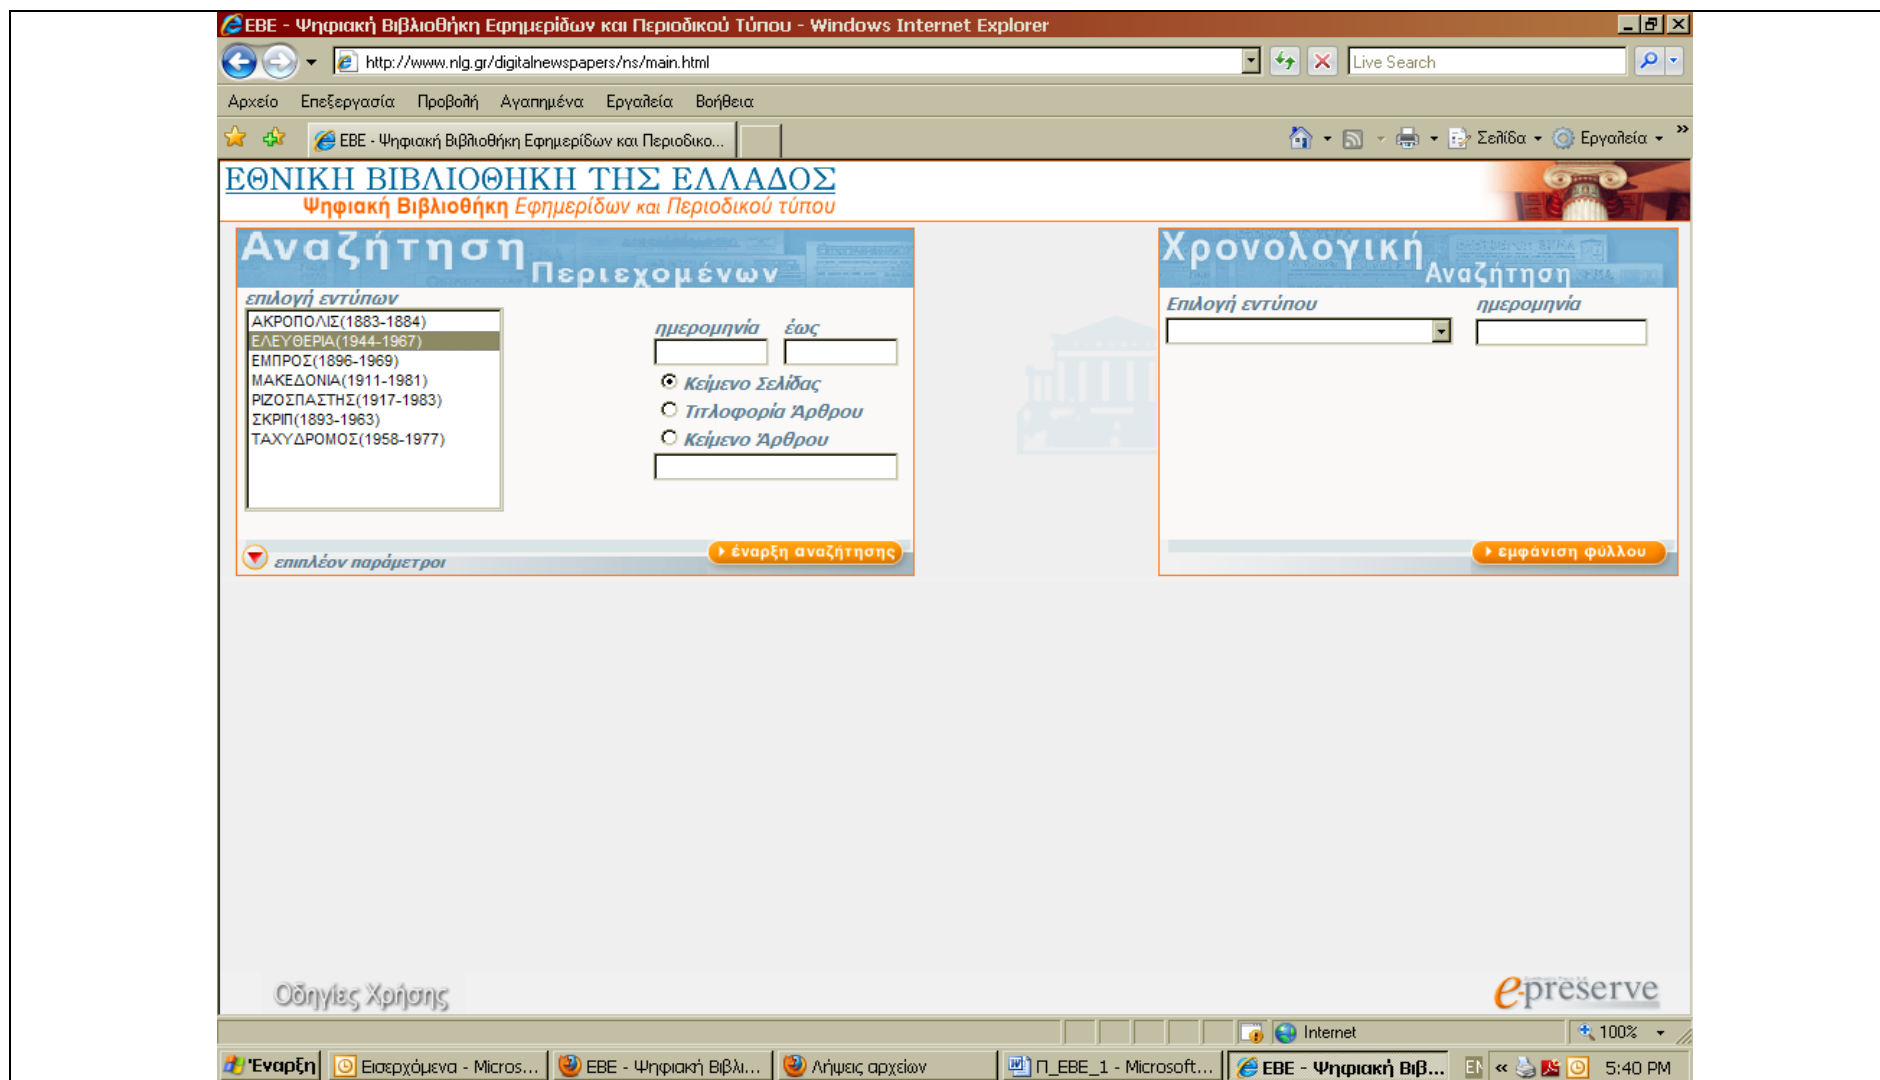 ΕΒΕ - Ψηφιακή Βιβλιοθήκη Εφημερίδων και Περιοδικού Τύπου - Windows Internet Explorer
http://www.nlg.gr/digitalnewspapers/ns/main.html
Live Search
Αρχείο Επεξεργασία Προβολή Αγαπημένα Εργαλεία Βοήθεια
ΕΒΕ - Ψηφιακή Βιβλιοθήκη Εφημερίδων και Περιοδικο...
Σελίδα Εργαλεία »
ΕΘΝΙΚΗ ΒΙΒΛΙΟΘΗΚΗ ΤΗΣ ΕΛΛΑΔΟΣ
Ψηφιακή Βιβλιοθήκη Εφημερίδων και Περιοδικού τύπου
Αναζήτηση
Περιεχομένων
επιλογή εντύπων
ΑΚΡΟΠΟΛΙΣ(1883-1884)
ΕΛΕΥΘΕΡΙΑ(1944-1967)
ΕΜΠΡΟΣ(1896-1969)
ΜΑΚΕΔΟΝΙΑ(1911-1981)
ΡΙΖΟΣΠΑΣΤΗΣ(1917-1983)
ΣΚΡΙΠ(1893-1963)
ΤΑΧΥΔΡΟΜΟΣ(1958-1977)
ημερομηνία έως
Κείμενο Σελίδας
Τιτλοφορία Άρθρου
Κείμενο Άρθρου
επιπλέον παράμετροι
έναρξη αναζήτησης
Χρονολογική
Αναζήτηση
Επιλογή εντύπου ημερομηνία
εμφάνιση φύλλου
Οδηγίες Χρήσης
e-preserve
Internet 100%
Έναρξη Εισερχόμενα - Micros... ΕΒΕ - Ψηφιακή Βιβλι... Λήψεις αρχείων Π_ΕΒΕ_1 - Microsoft... ΕΒΕ - Ψηφιακή Βιβ... EN « 5:40 PM